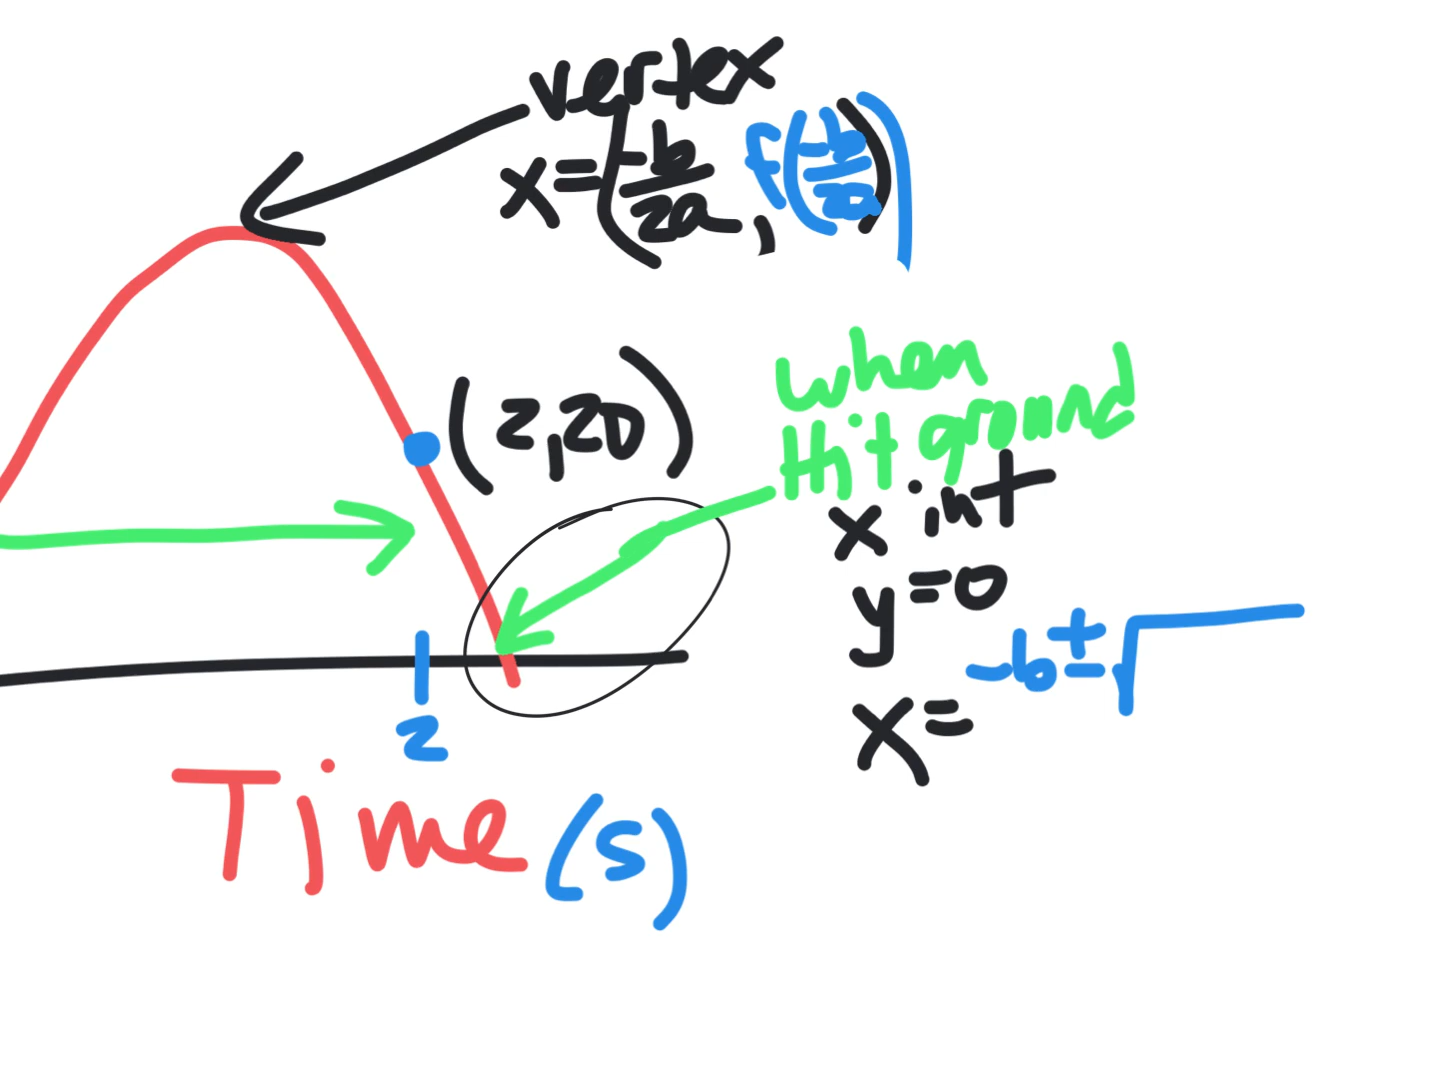 vertex
x=(-b/2a, f(-b/2a))
(2,20)
when
Hit ground
x int
y=0
-b±√
x=
2
Time (s)